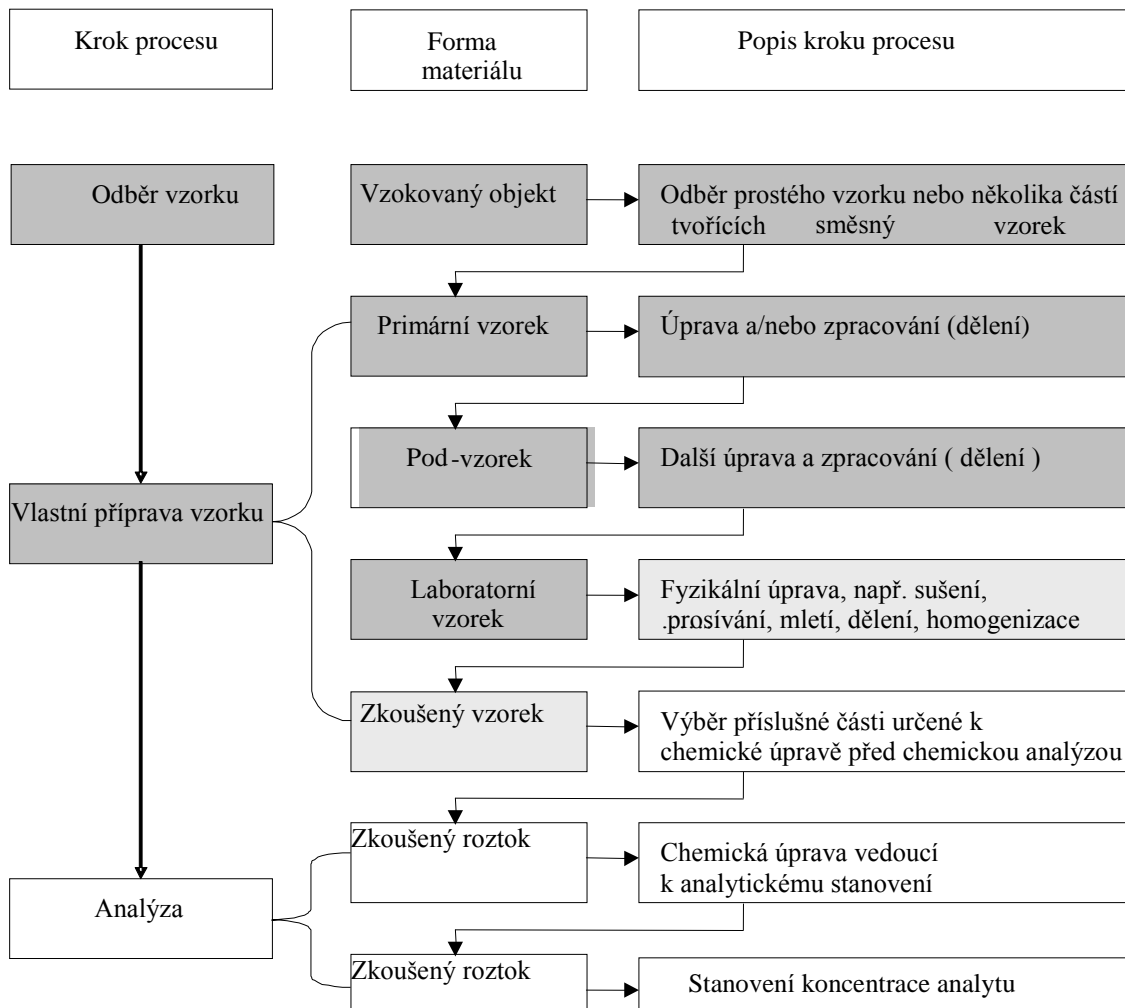 Krok procesu
Forma
materiálu
Popis kroku procesu
Odběr vzorku
Vzokovaný objekt
Odběr prostého vzorku nebo několika částí
tvořících směsný vzorek
Primární vzorek
Úprava a/nebo zpracování (dělení)
Pod-vzorek
Další úprava a zpracování ( dělení )
Vlastní příprava vzorku
Laboratorní
vzorek
Fyzikální úprava, např. sušení,
.prosívání, mletí, dělení, homogenizace
Zkoušený vzorek
Výběr příslušné části určené k
chemické úpravě před chemickou analýzou
Zkoušený roztok
Chemická úprava vedoucí
k analytickému stanovení
Analýza
Zkoušený roztok
Stanovení koncentrace analytu